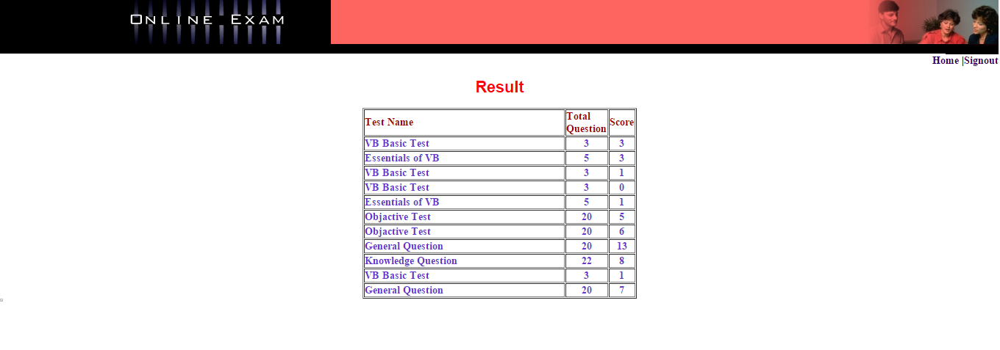 ONLINE EXAM
Home |Signout
Result
Test Name Total Question Score
VB Basic Test 3 3
Essentials of VB 5 3
VB Basic Test 3 1
VB Basic Test 3 0
Essentials of VB 5 1
Objactive Test 20 5
Objactive Test 20 6
General Question 20 13
Knowledge Question 22 8
VB Basic Test 3 1
General Question 20 7